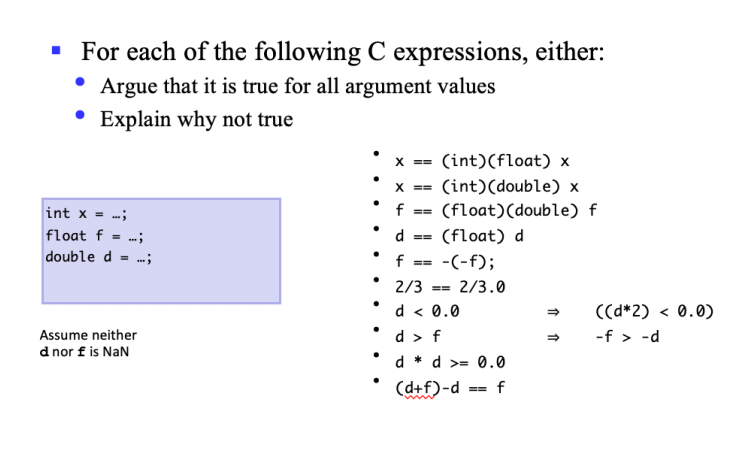 For each of the following C expressions, either:
Argue that it is true for all argument values
Explain why not true
int x = …;
float f = …;
double d = …;
Assume neither
d nor f is NaN
x == (int)(float) x
x == (int)(double) x
f == (float)(double) f
d == (float) d
f == -(-f);
2/3 == 2/3.0
d < 0.0 ⇒ ((d*2) < 0.0)
d > f ⇒ -f > -d
d * d >= 0.0
(d+f)-d == f